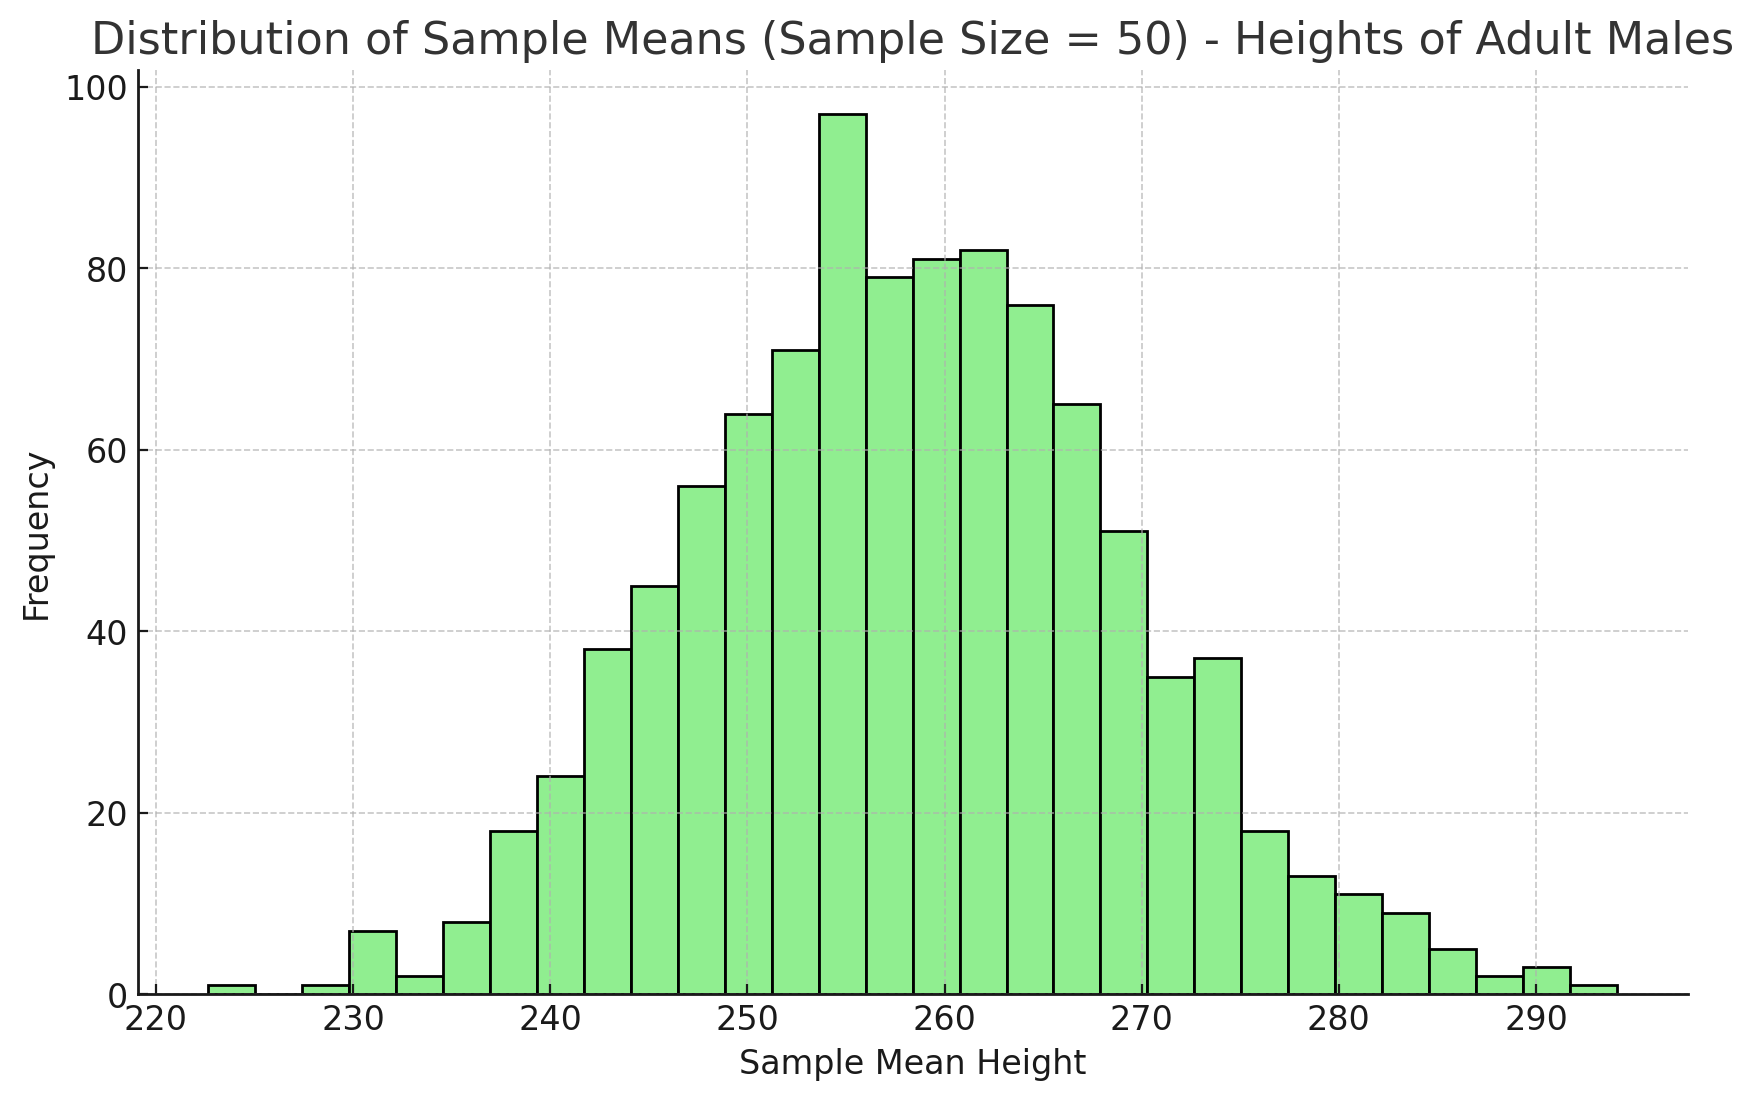 Distribution of Sample Means (Sample Size = 50) - Heights of Adult Males
100
80
60
40
20
0
Frequency
220 230 240 250 260 270 280 290
Sample Mean Height